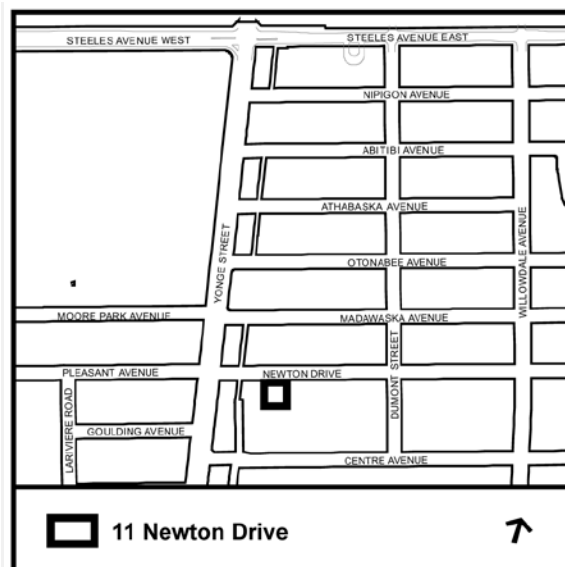 STEELES AVENUE WEST
STEELES AVENUE EAST
NIPIGON AVENUE
ABITIBI AVENUE
ATHABASKA AVENUE
YONGE STREET
WILLOWDALE AVENUE
OTONABEE AVENUE
MOORE PARK AVENUE
MADAWASKA AVENUE
PLEASANT AVENUE
NEWTON DRIVE
DUMONT STREET
LARIVIERE ROAD
GOULDING AVENUE
CENTRE AVENUE
11 Newton Drive